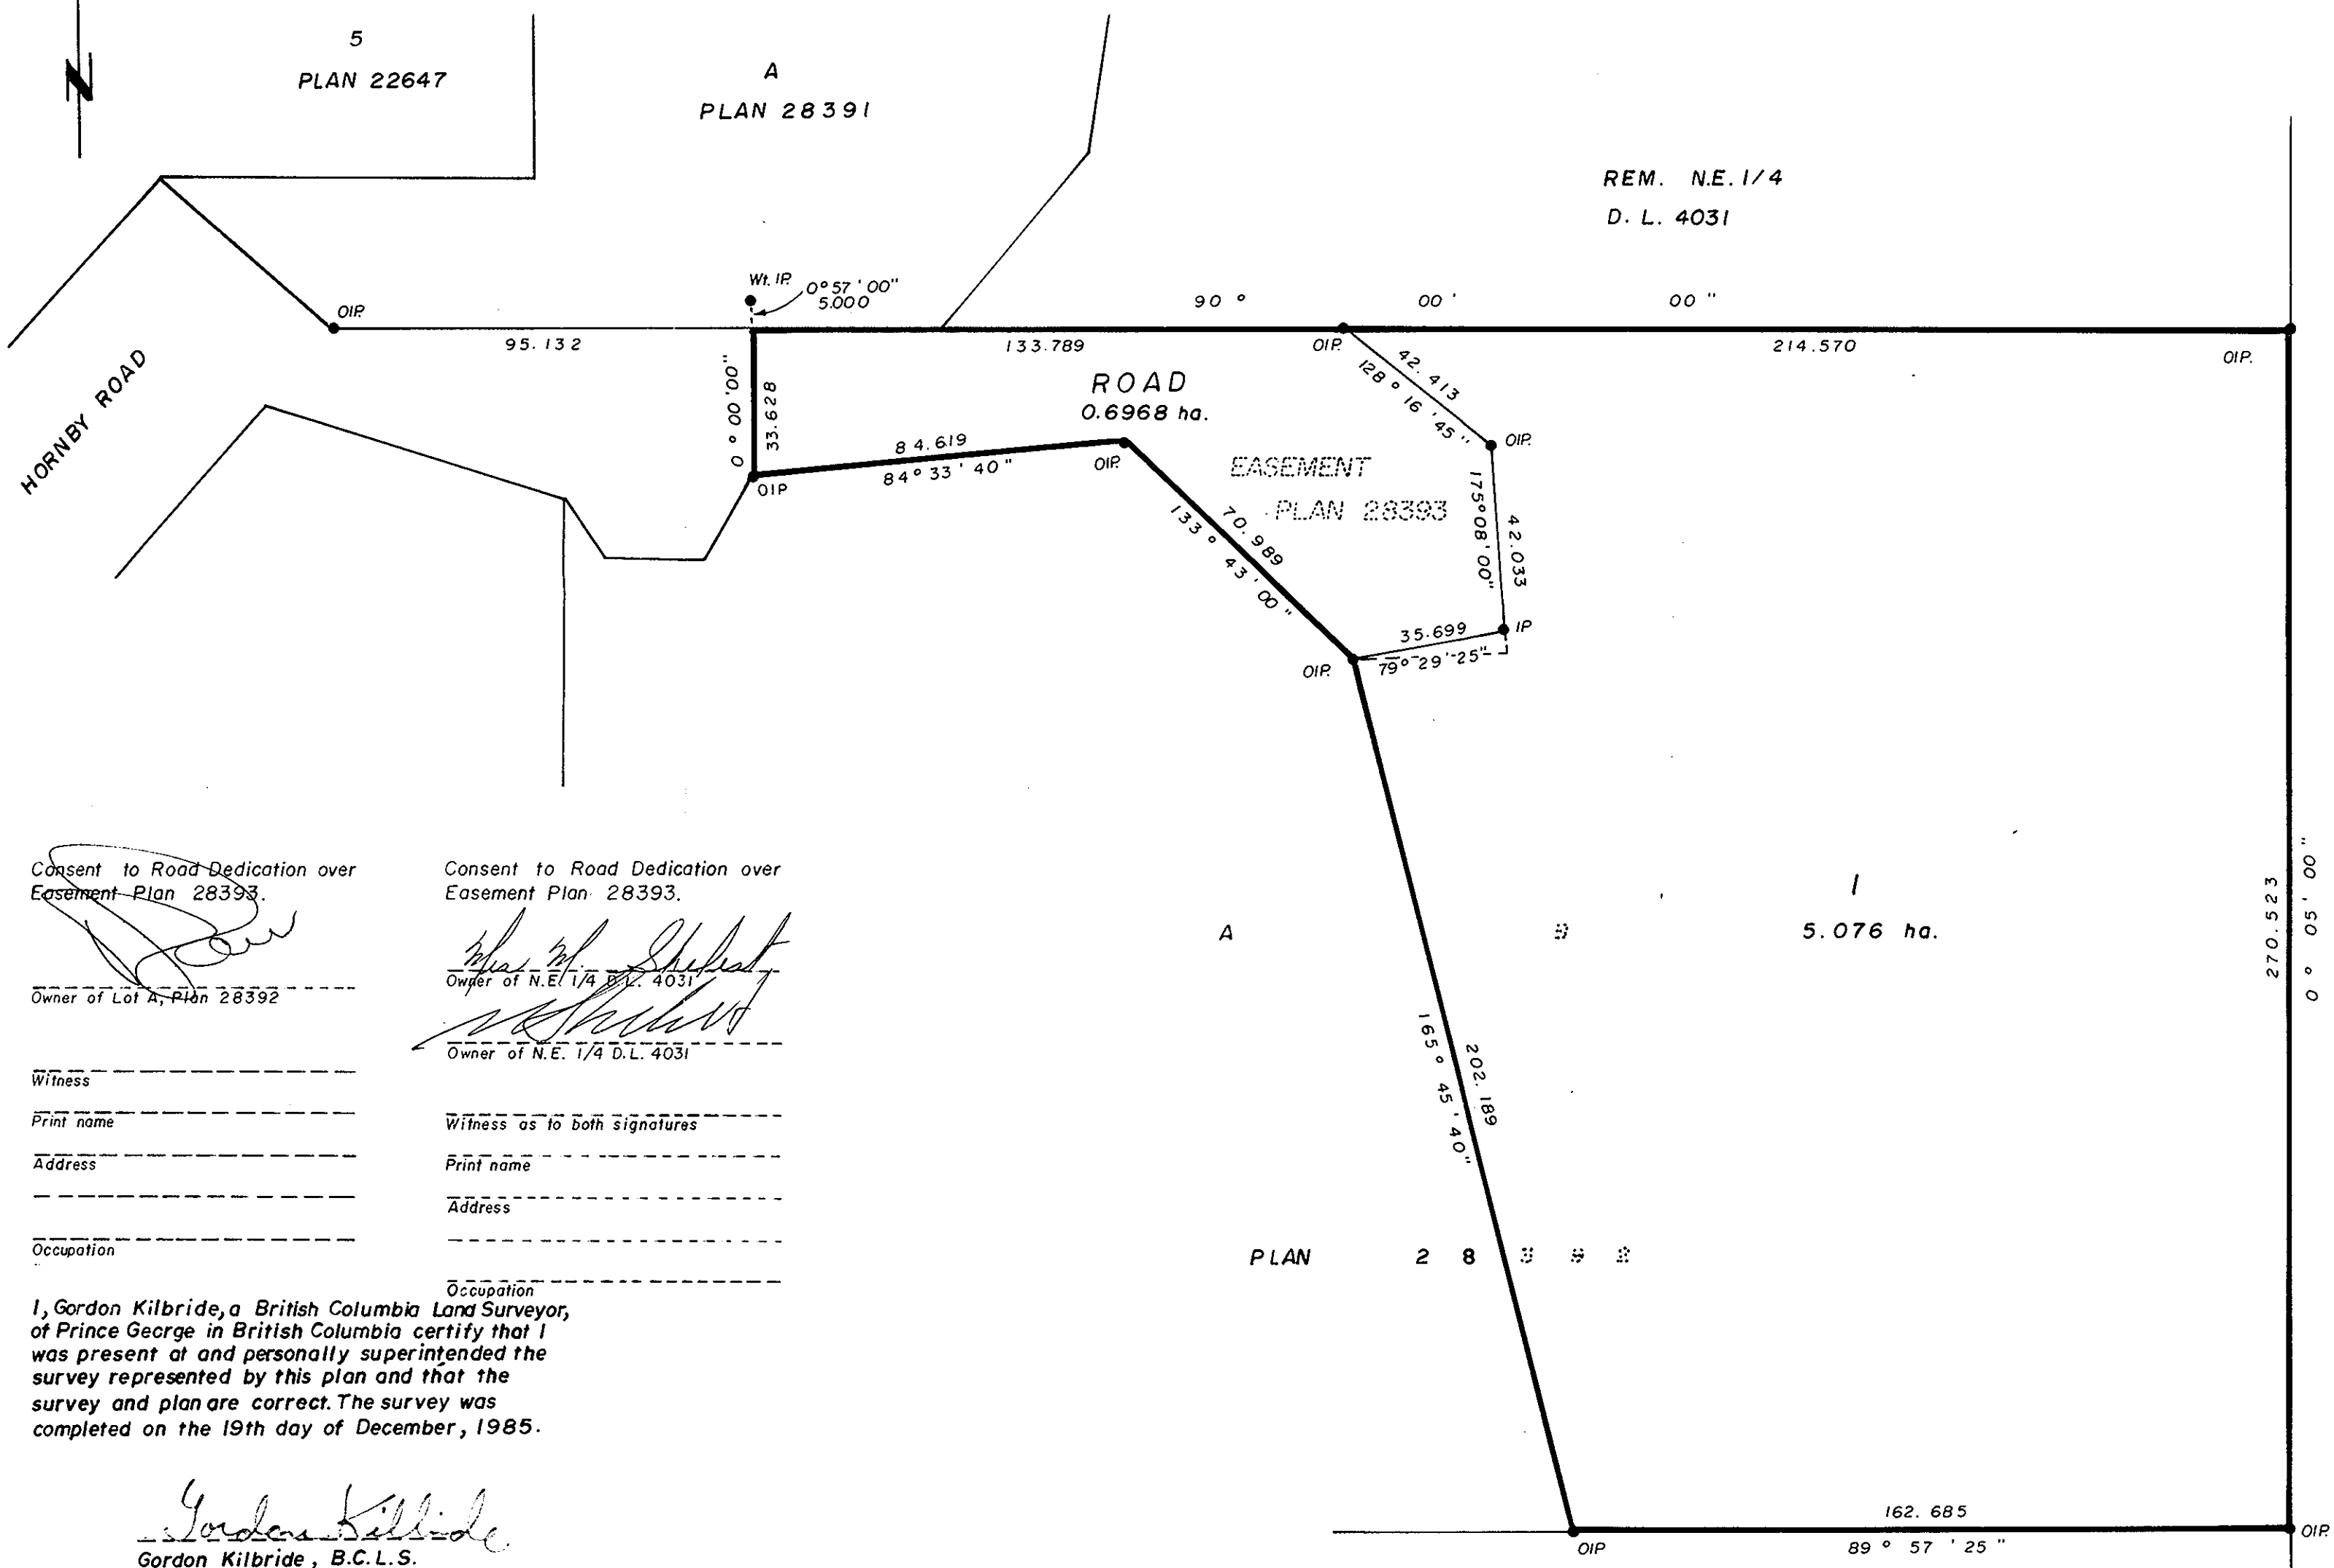 N
5
PLAN 22647
A
PLAN 28391
REM. N.E. 1/4
D. L. 4031
Wt. IP.
0° 57' 00"
5.000
90° 00' 00"
OIP.
95.132
133.789
OIP.
214.570
OIP.
HORNBY ROAD
0° 00' 00"
33.628
ROAD
0.6968 ha.
42.413
128° 16' 45"
84.619
84° 33' 40"
OIP
OIP.
OIP.
EASEMENT
PLAN 28393
70.989
133° 43' 00"
175° 08' 00"
42.033
35.699
79° 29' 25"
IP.
OIP.
Consent to Road Dedication over
Easement Plan 28393.
Owner of Lot A, Plan 28392
Witness
Print name
Address
Occupation
Consent to Road Dedication over
Easement Plan 28393.
Mrs M. Shelest
Owner of N.E. 1/4 D.L. 4031
Owner of N.E. 1/4 D.L. 4031
Witness as to both signatures
Print name
Address
Occupation
A
9
1
5.076 ha.
270.523
0° 05' 00"
202.189
165° 45' 40"
PLAN 28392
I, Gordon Kilbride, a British Columbia Land Surveyor,
of Prince George in British Columbia certify that I
was present at and personally superintended the
survey represented by this plan and that the
survey and plan are correct. The survey was
completed on the 19th day of December, 1985.
Gordon Kilbride
Gordon Kilbride, B.C.L.S.
162.685
89° 57' 25"
OIP
OIP.